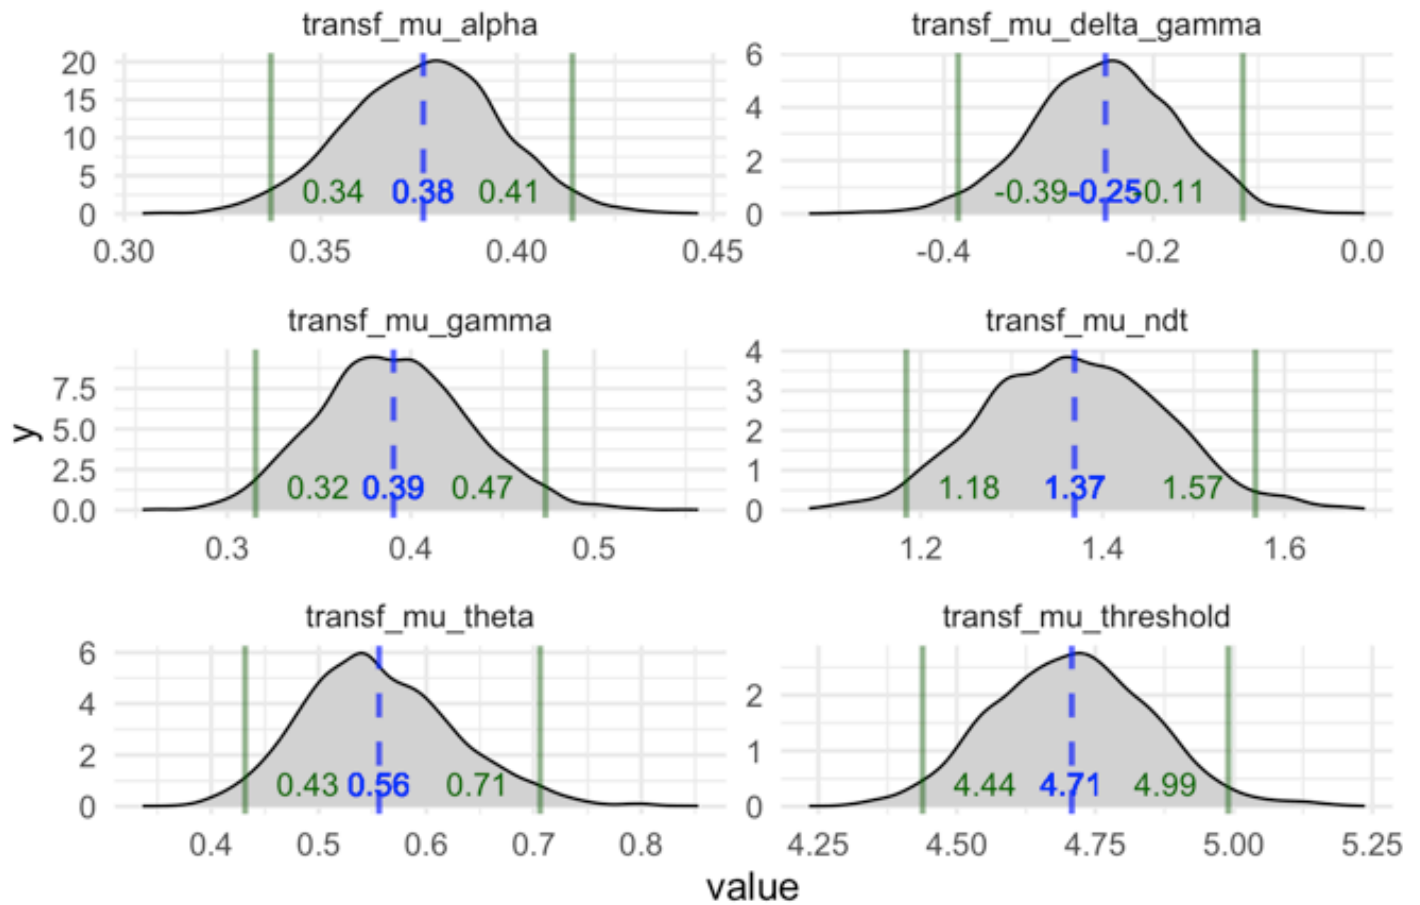 transf_mu_alpha
transf_mu_delta_gamma
20
15
10
5
0
0.34 0.38 0.41
0.30 0.35 0.40 0.45
6
4
2
0
-0.39 -0.25 -0.11
-0.4 -0.2 0.0
transf_mu_gamma
transf_mu_ndt
y
7.5
5.0
2.5
0.0
0.32 0.39 0.47
0.3 0.4 0.5
4
3
2
1
0
1.18 1.37 1.57
1.2 1.4 1.6
transf_mu_theta
transf_mu_threshold
6
4
2
0
0.43 0.56 0.71
0.4 0.5 0.6 0.7 0.8
2
1
0
4.44 4.71 4.99
4.25 4.50 4.75 5.00 5.25
value